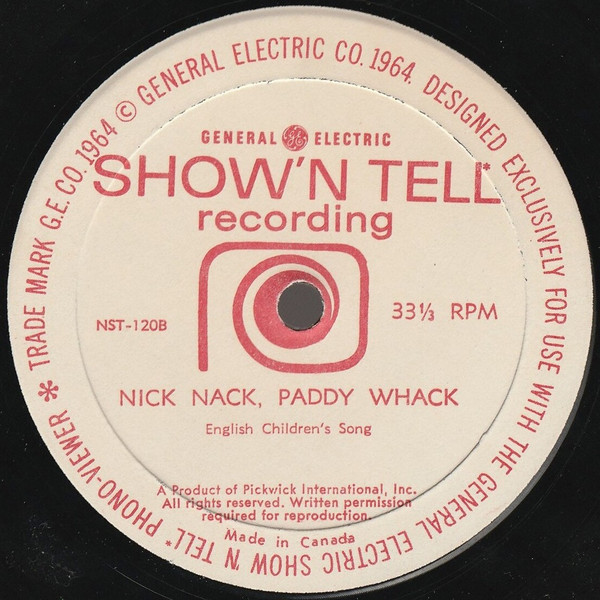 © GENERAL ELECTRIC CO. 1964. DESIGNED EXCLUSIVELY FOR USE WITH THE GENERAL ELECTRIC SHOW 'N TELL* PHONO-VIEWER * TRADE MARK G.E. CO. 1964
GENERAL GE ELECTRIC
SHOW'N TELL*
recording
NST-120B
33⅓ RPM
NICK NACK, PADDY WHACK
English Children's Song
A Product of Pickwick International, Inc.
All rights reserved. Written permission
required for reproduction.
Made in Canada